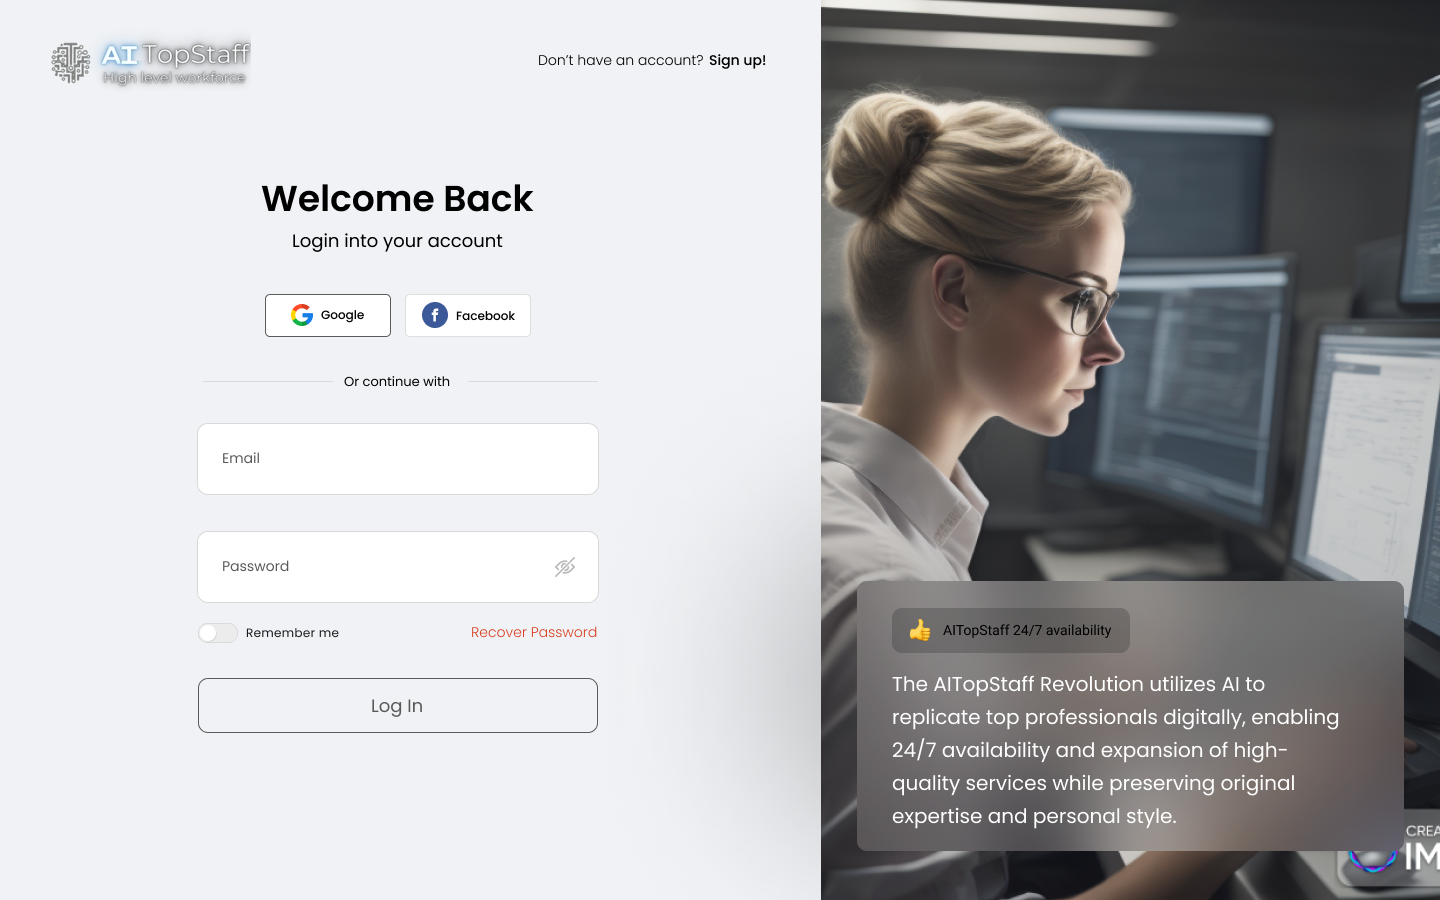 AI TopStaff
High level workforce
Don't have an account? Sign up!
Welcome Back
Login into your account
Google
Facebook
Or continue with
Email
Password
Remember me
Recover Password
Log In
AITopStaff 24/7 availability
The AITopStaff Revolution utilizes AI to
replicate top professionals digitally, enabling
24/7 availability and expansion of high-
quality services while preserving original
expertise and personal style.